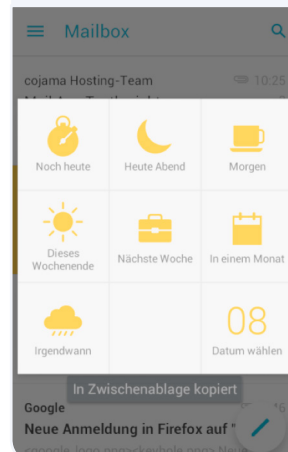 Mailbox
cojama Hosting-Team 10:25
Noch heute
Heute Abend
Morgen
Dieses
Wochenende
Nächste Woche
In einem Monat
Irgendwann
08
Datum wählen
In Zwischenablage kopiert
Google
Neue Anmeldung in Firefox auf "